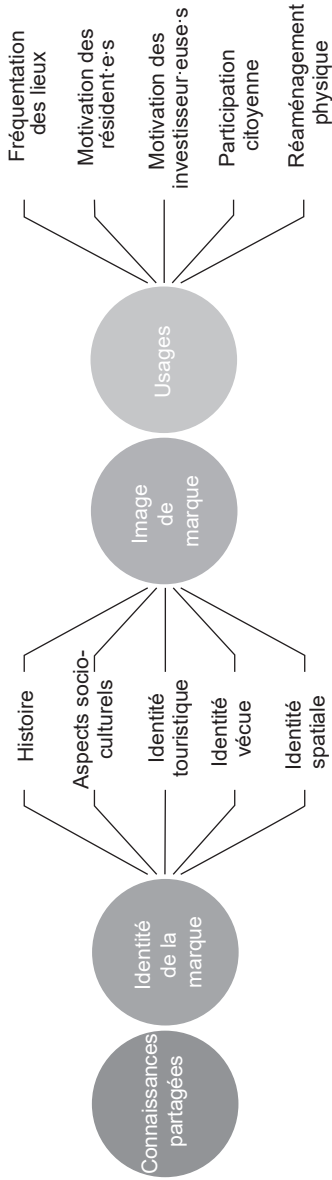 Connaissances
partagées
Identité
de la
marque
Histoire
Aspects socio-
culturels
Identité
touristique
Identité
vécue
Identité
spatiale
Image
de
marque
Usages
Fréquentation
des lieux
Motivation des
résident·e·s
Motivation des
investisseur·euse·s
Participation
citoyenne
Réaménagement
physique